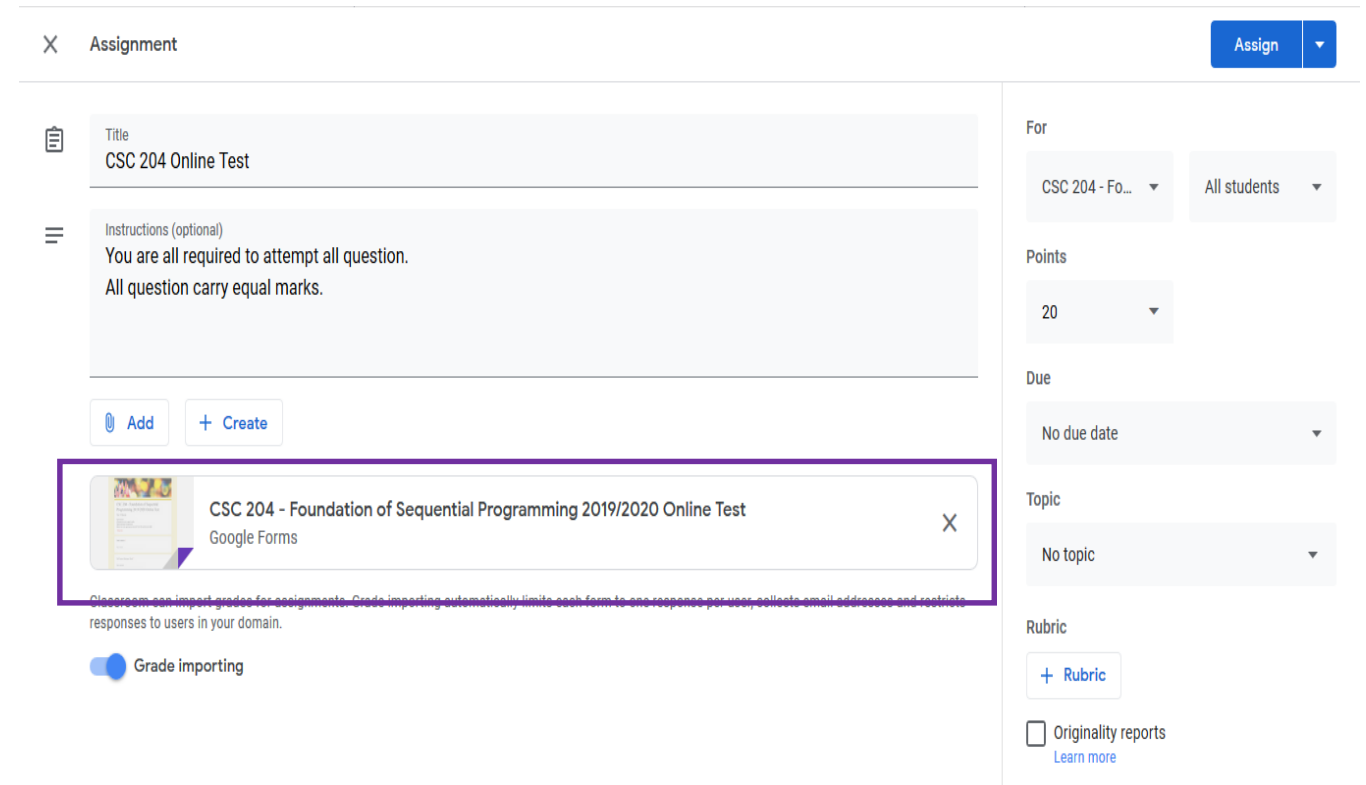 Assignment
Assign
Title
CSC 204 Online Test
Instructions (optional)
You are all required to attempt all question.
All question carry equal marks.
Add
+ Create
CSC 204 - Foundation of Sequential Programming 2019/2020 Online Test
Google Forms
Classroom can import grades for assignments. Grade importing automatically limits each form to one response per user, collects email addresses and restricts
responses to users in your domain.
Grade importing
For
CSC 204 - Fo...
All students
Points
20
Due
No due date
Topic
No topic
Rubric
+ Rubric
Originality reports
Learn more